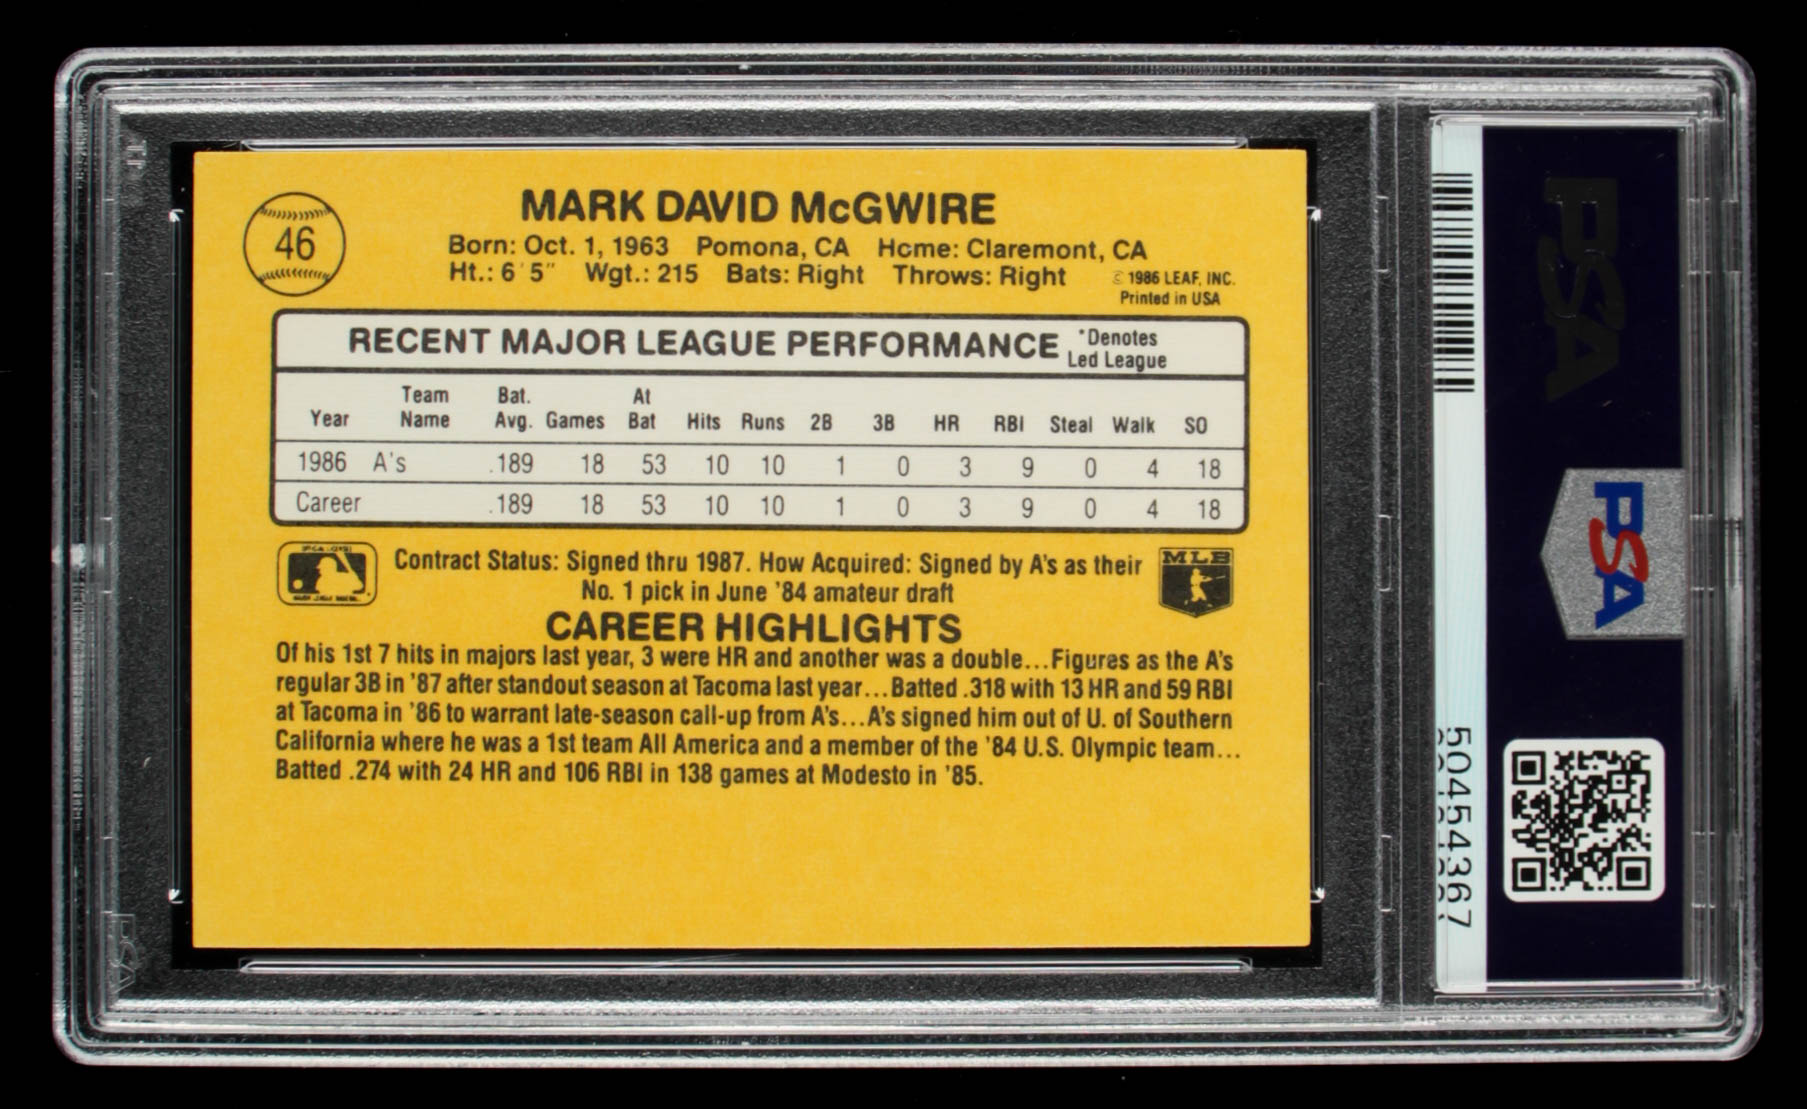 46
MARK DAVID McGWIRE
Born: Oct. 1, 1963 Pomona, CA Home: Claremont, CA
Ht.: 6'5" Wgt.: 215 Bats: Right Throws: Right
© 1986 LEAF, INC.
Printed in USA
RECENT MAJOR LEAGUE PERFORMANCE *Denotes Led League
Year Team Name Bat. Avg. Games At Bat Hits Runs 2B 3B HR RBI Steal Walk SO
1986 A's .189 18 53 10 10 1 0 3 9 0 4 18
Career .189 18 53 10 10 1 0 3 9 0 4 18
Contract Status: Signed thru 1987. How Acquired: Signed by A's as their
No. 1 pick in June '84 amateur draft
MLB
CAREER HIGHLIGHTS
Of his 1st 7 hits in majors last year, 3 were HR and another was a double...Figures as the A's
regular 3B in '87 after standout season at Tacoma last year...Batted .318 with 13 HR and 59 RBI
at Tacoma in '86 to warrant late-season call-up from A's...A's signed him out of U. of Southern
California where he was a 1st team All America and a member of the '84 U.S. Olympic team...
Batted .274 with 24 HR and 106 RBI in 138 games at Modesto in '85.
PSA
PSA
50454367